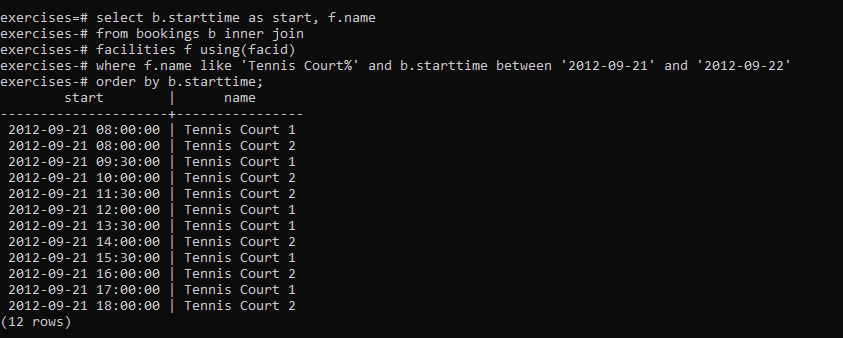 exercises=# select b.starttime as start, f.name
exercises-# from bookings b inner join
exercises-# facilities f using(facid)
exercises-# where f.name like 'Tennis Court%' and b.starttime between '2012-09-21' and '2012-09-22'
exercises-# order by b.starttime;
        start        |      name
---------------------+----------------
 2012-09-21 08:00:00 | Tennis Court 1
 2012-09-21 08:00:00 | Tennis Court 2
 2012-09-21 09:30:00 | Tennis Court 1
 2012-09-21 10:00:00 | Tennis Court 2
 2012-09-21 11:30:00 | Tennis Court 2
 2012-09-21 12:00:00 | Tennis Court 1
 2012-09-21 13:30:00 | Tennis Court 1
 2012-09-21 14:00:00 | Tennis Court 2
 2012-09-21 15:30:00 | Tennis Court 1
 2012-09-21 16:00:00 | Tennis Court 2
 2012-09-21 17:00:00 | Tennis Court 1
 2012-09-21 18:00:00 | Tennis Court 2
(12 rows)